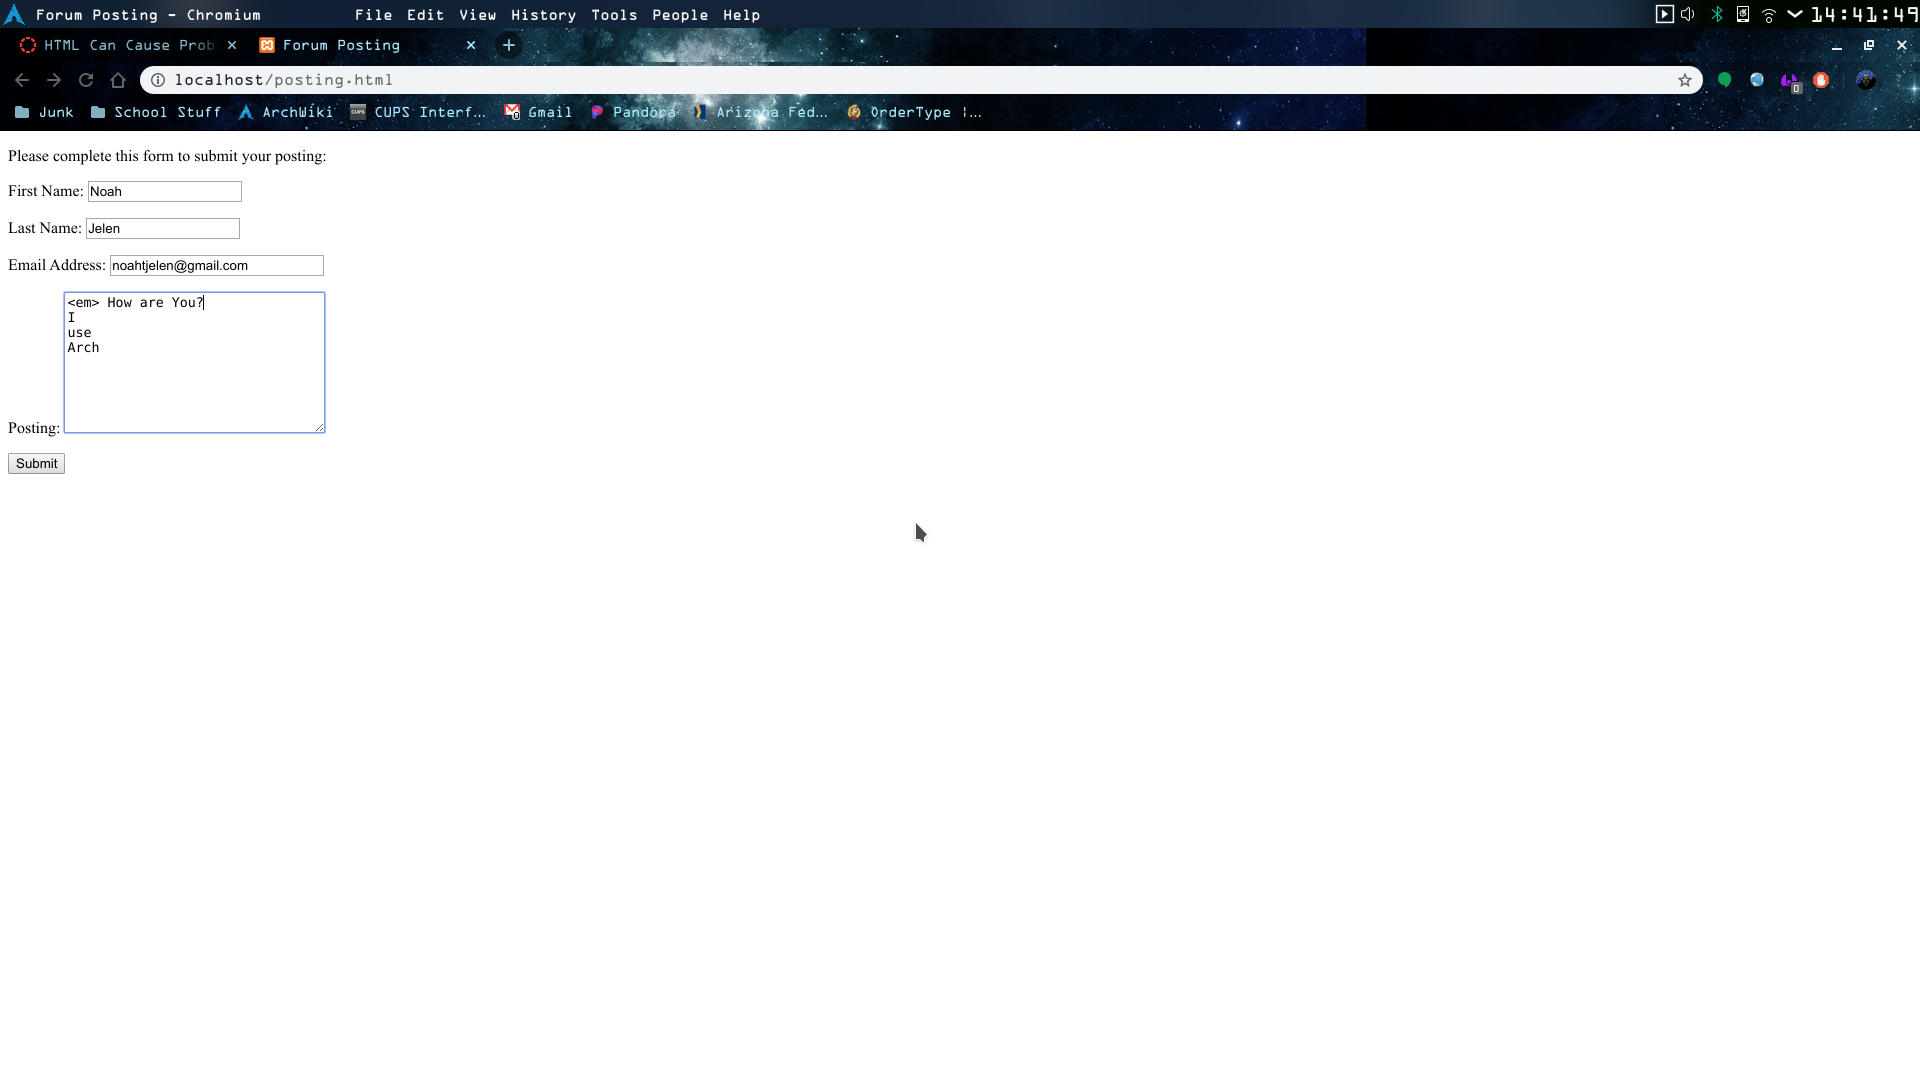 Forum Posting - Chromium File Edit View History Tools People Help 14:41:49
HTML Can Cause Prob Forum Posting
localhost/posting.html
Junk School Stuff ArchWiki CUPS Interf... Gmail Pandora Arizona Fed... OrderType |...
Please complete this form to submit your posting:
First Name: Noah
Last Name: Jelen
Email Address: noahtjelen@gmail.com
<em> How are You?
I
use
Arch
Posting:
Submit